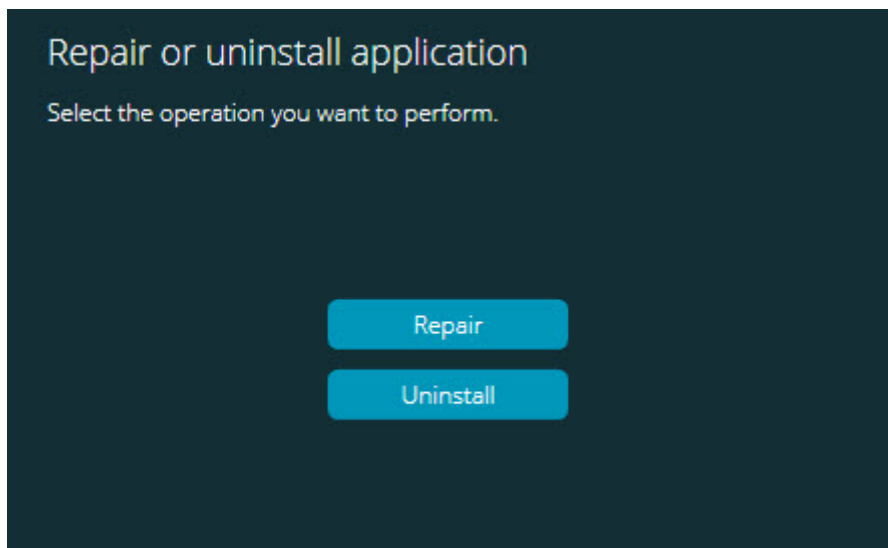 Repair or uninstall application
Select the operation you want to perform.
Repair
Uninstall